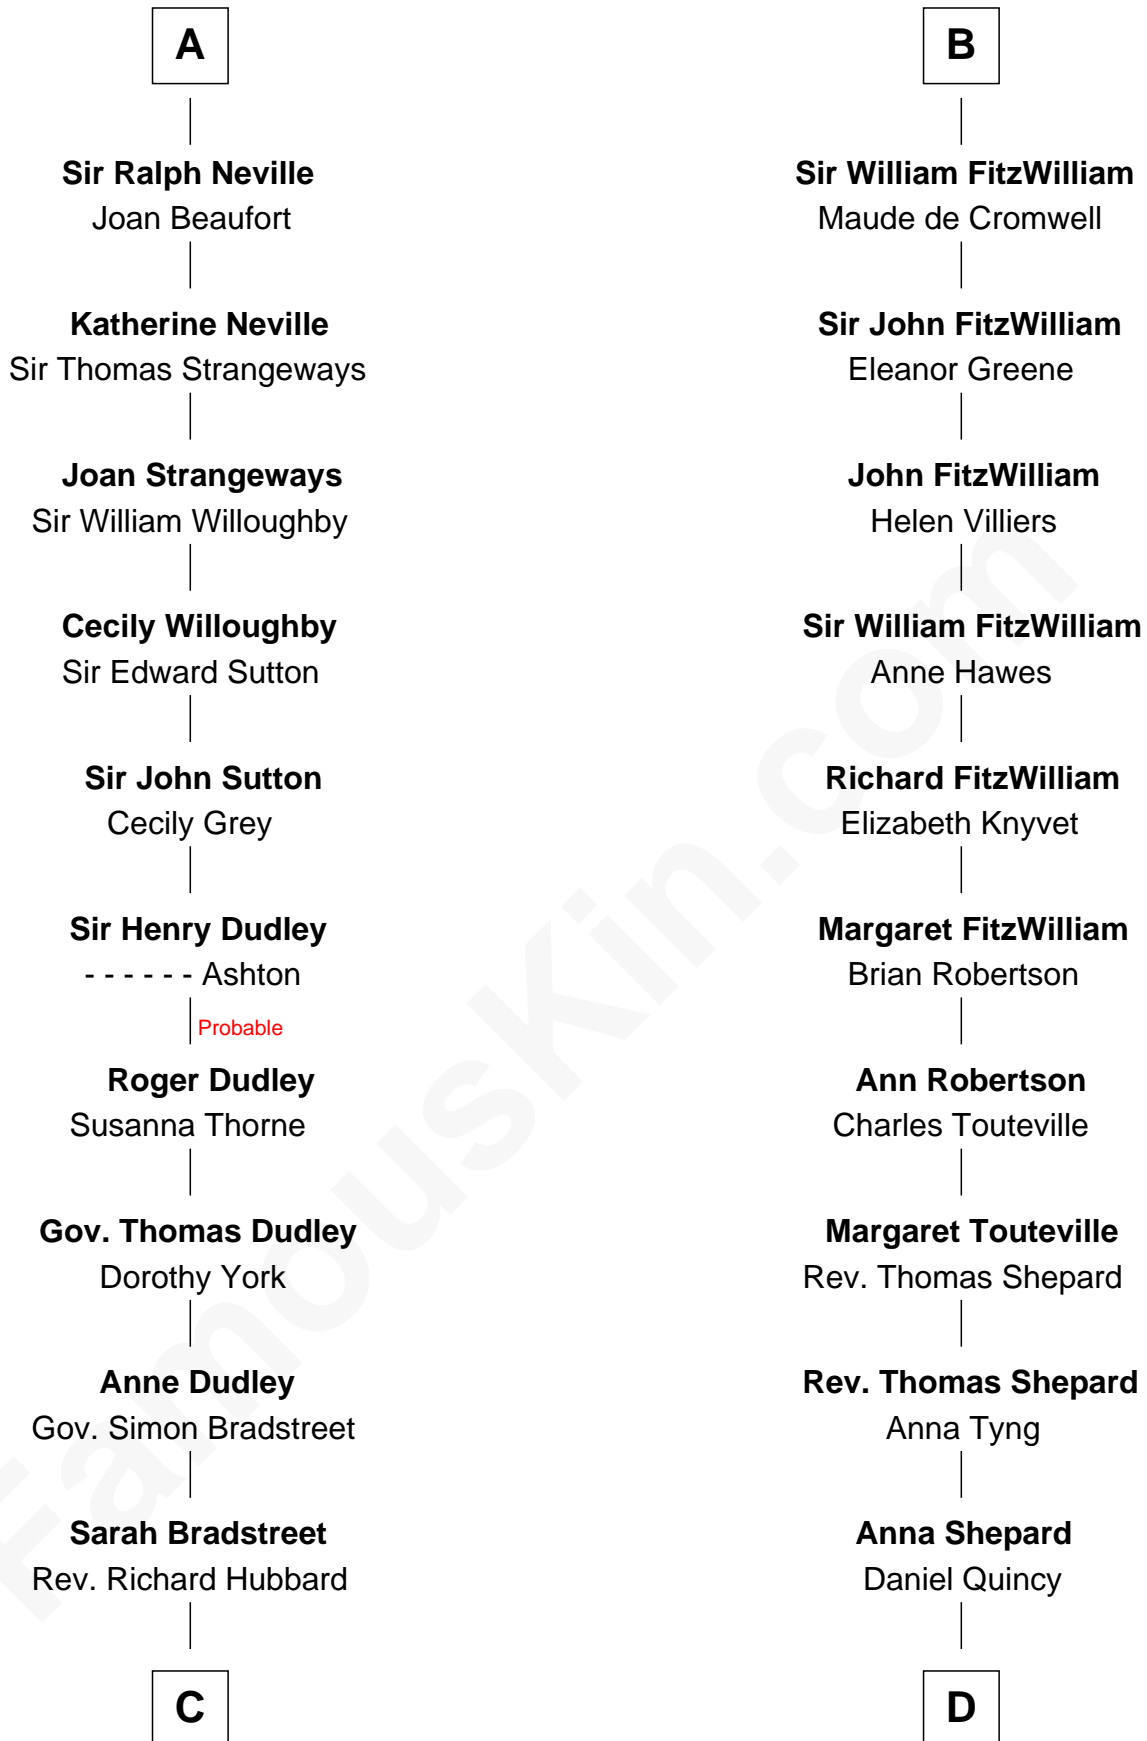 A
Sir Ralph Neville
Joan Beaufort
Katherine Neville
Sir Thomas Strangeways
Joan Strangeways
Sir William Willoughby
Cecily Willoughby
Sir Edward Sutton
Sir John Sutton
Cecily Grey
Sir Henry Dudley
- - - - - - Ashton
Probable
Roger Dudley
Susanna Thorne
Gov. Thomas Dudley
Dorothy York
Anne Dudley
Gov. Simon Bradstreet
Sarah Bradstreet
Rev. Richard Hubbard
C
B
Sir William FitzWilliam
Maude de Cromwell
Sir John FitzWilliam
Eleanor Greene
John FitzWilliam
Helen Villiers
Sir William FitzWilliam
Anne Hawes
Richard FitzWilliam
Elizabeth Knyvet
Margaret FitzWilliam
Brian Robertson
Ann Robertson
Charles Touteville
Margaret Touteville
Rev. Thomas Shepard
Rev. Thomas Shepard
Anna Tyng
Anna Shepard
Daniel Quincy
D
FamousKin.com